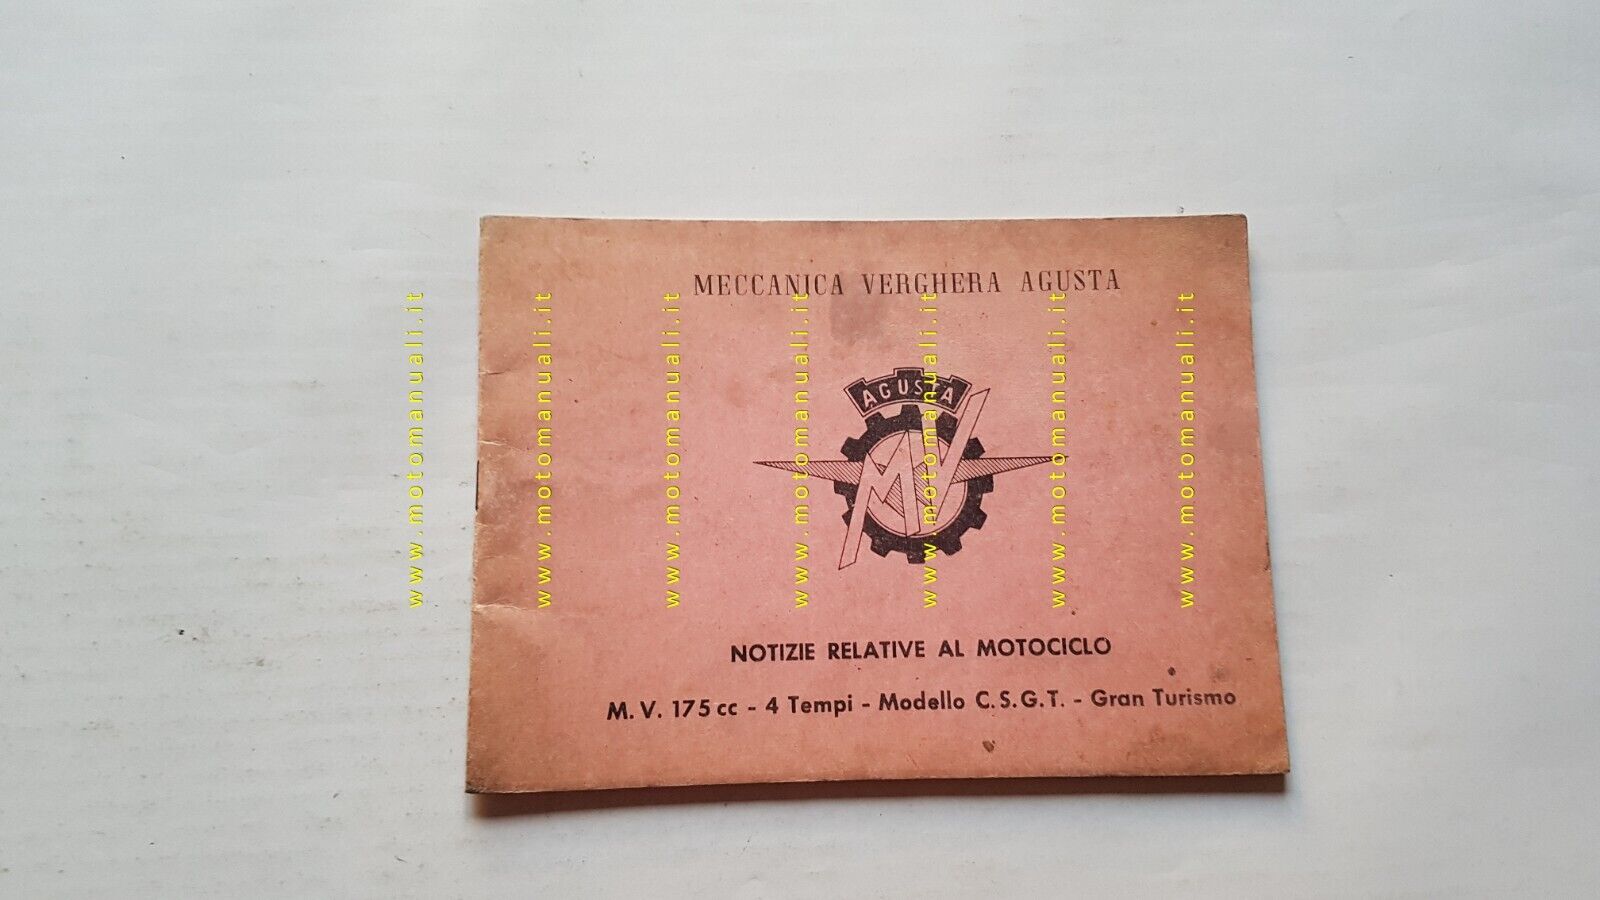 MECCANICA VERGHERA AGUSTA
AGUSTA
MV
NOTIZIE RELATIVE AL MOTOCICLO
M. V. 175 cc - 4 Tempi - Modello C. S. G. T. - Gran Turismo
www.motomanuali.it
www.motomanuali.it
www.motomanuali.it
www.motomanuali.it
www.motomanuali.it
www.motomanuali.it
www.motomanuali.it